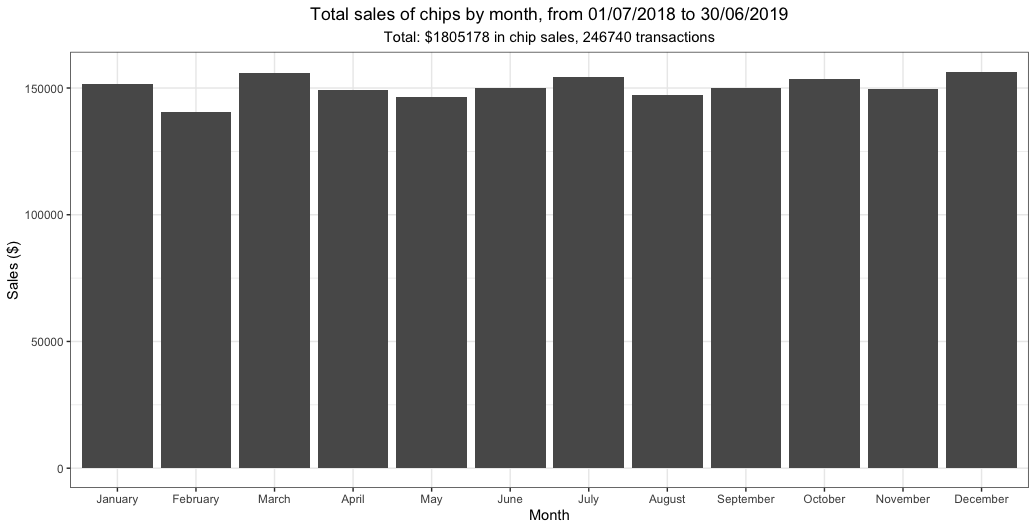 Total sales of chips by month, from 01/07/2018 to 30/06/2019
Total: $1805178 in chip sales, 246740 transactions
Sales ($)
150000
100000
50000
0
January February March April May June July August September October November December
Month